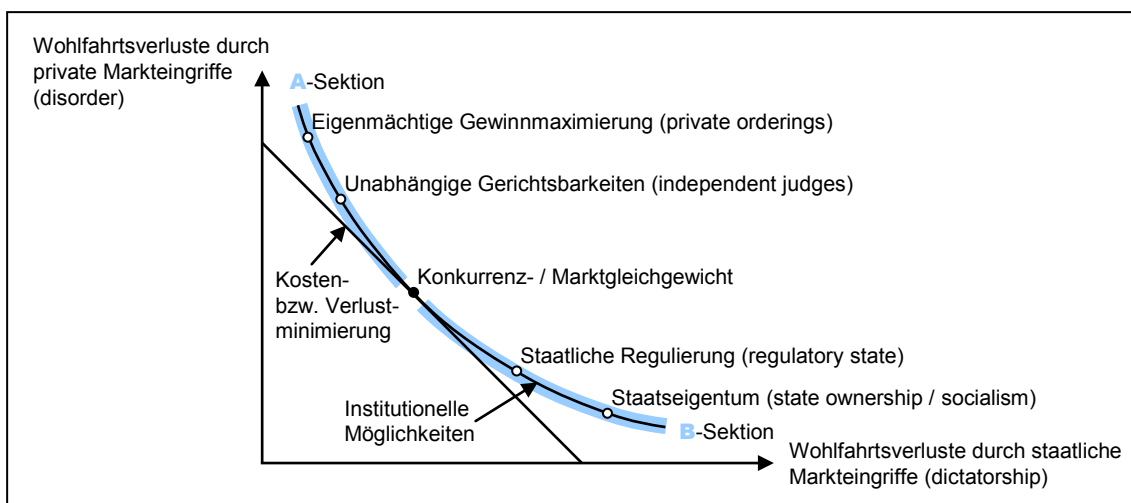 Wohlfahrtsverluste durch
private Markteingriffe
(disorder)
A-Sektion
Eigenmächtige Gewinnmaximierung (private orderings)
Unabhängige Gerichtsbarkeiten (independent judges)
Kosten-
bzw. Verlust-
minimierung
Konkurrenz- / Marktgleichgewicht
Staatliche Regulierung (regulatory state)
Institutionelle
Möglichkeiten
Staatseigentum (state ownership / socialism)
B-Sektion
Wohlfahrtsverluste durch staatliche
Markteingriffe (dictatorship)